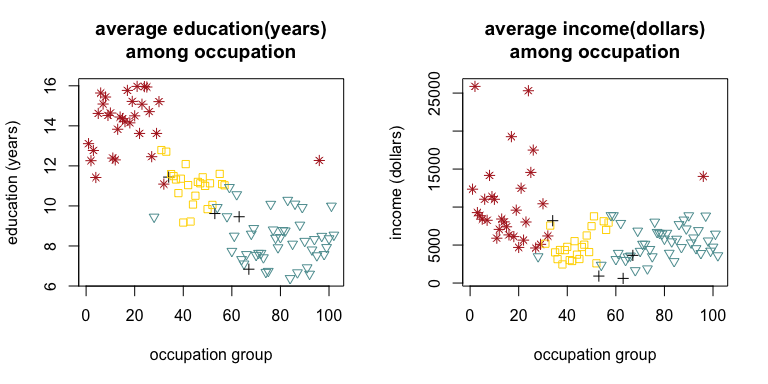 average education(years)
among occupation
education (years)
16
14
12
10
8
6
0 20 40 60 80 100
occupation group
average income(dollars)
among occupation
income (dollars)
25000
15000
5000
0
0 20 40 60 80 100
occupation group